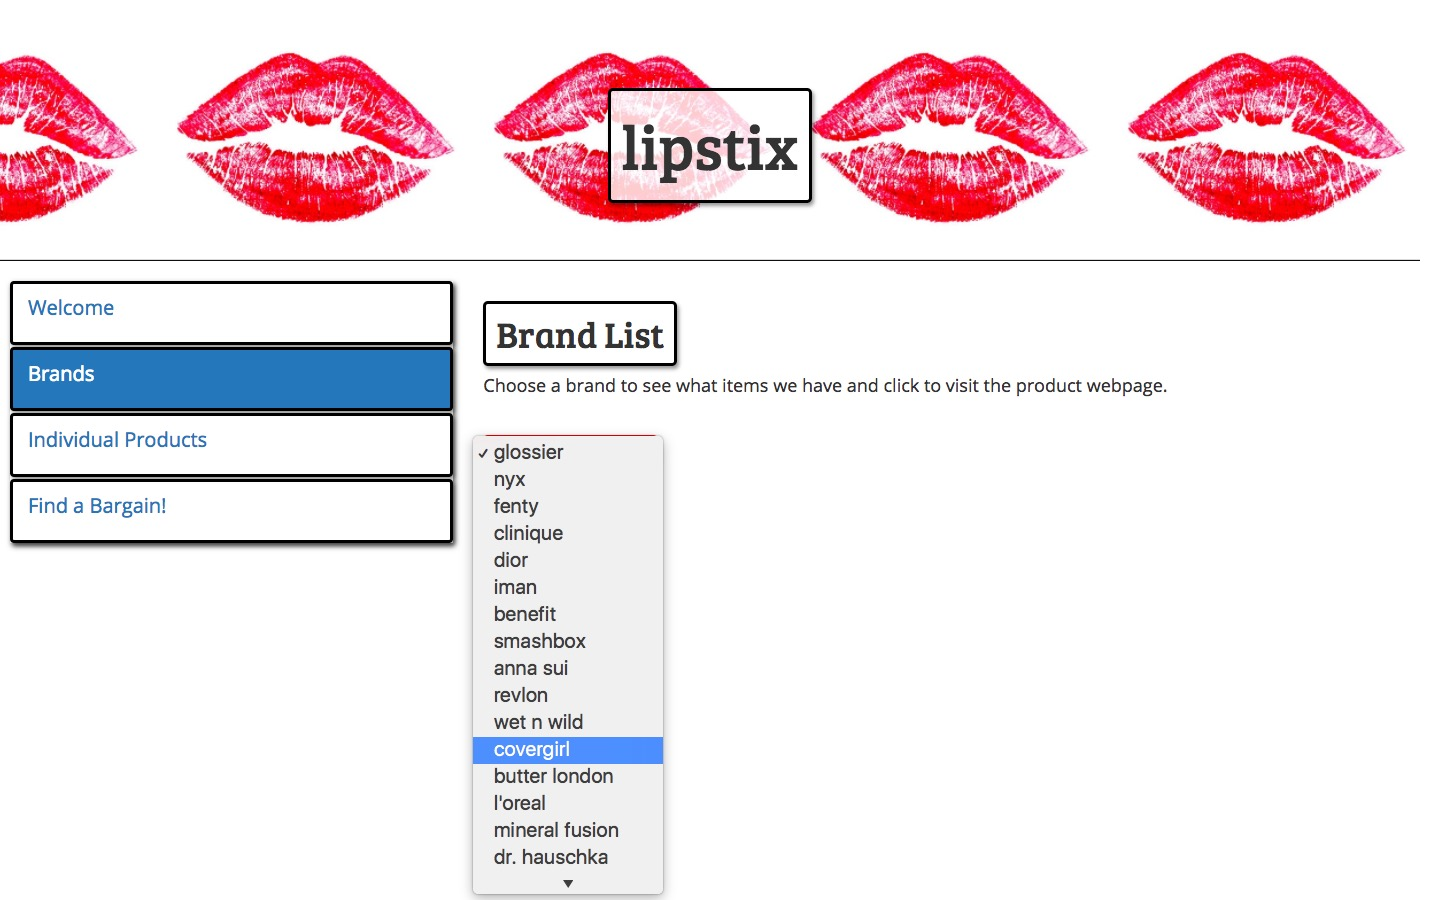 lipstix
Welcome
Brands
Individual Products
Find a Bargain!
Brand List
Choose a brand to see what items we have and click to visit the product webpage.
✓ glossier
nyx
fenty
clinique
dior
iman
benefit
smashbox
anna sui
revlon
wet n wild
covergirl
butter london
l'oreal
mineral fusion
dr. hauschka